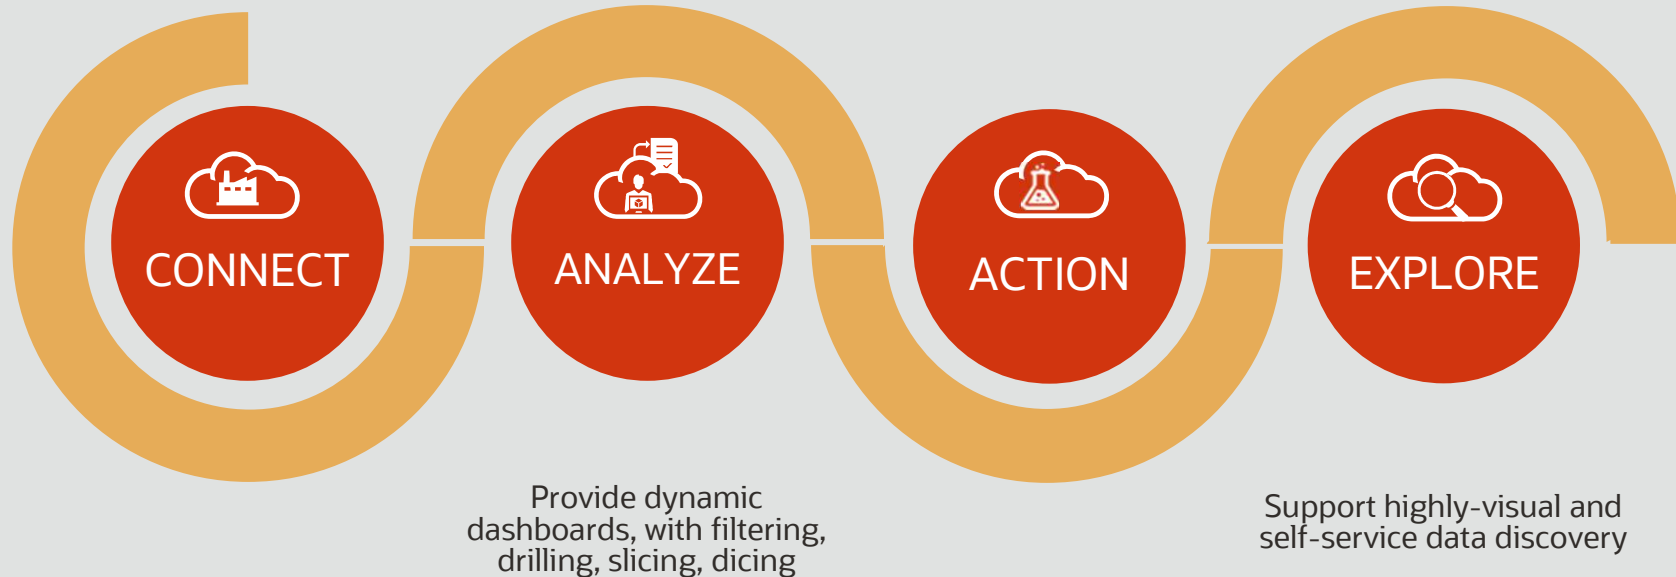 CONNECT
ANALYZE
ACTION
EXPLORE
Provide dynamic
dashboards, with filtering,
drilling, slicing, dicing
Support highly-visual and
self-service data discovery